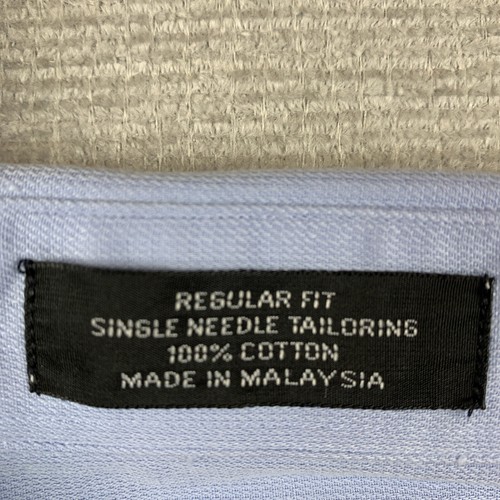 REGULAR FIT
SINGLE NEEDLE TAILORING
100% COTTON
MADE IN MALAYSIA